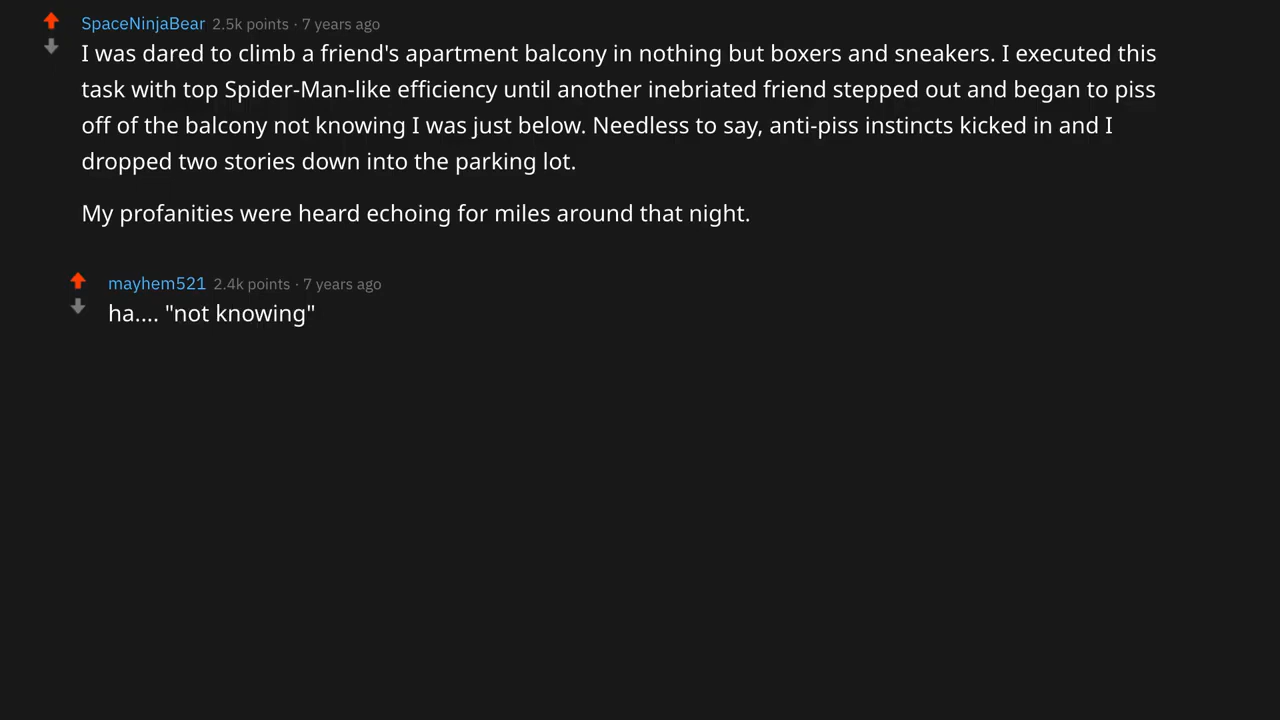 SpaceNinjaBear 2.5k points · 7 years ago
I was dared to climb a friend's apartment balcony in nothing but boxers and sneakers. I executed this
task with top Spider-Man-like efficiency until another inebriated friend stepped out and began to piss
off of the balcony not knowing I was just below. Needless to say, anti-piss instincts kicked in and I
dropped two stories down into the parking lot.
My profanities were heard echoing for miles around that night.
mayhem521 2.4k points · 7 years ago
ha.... "not knowing"